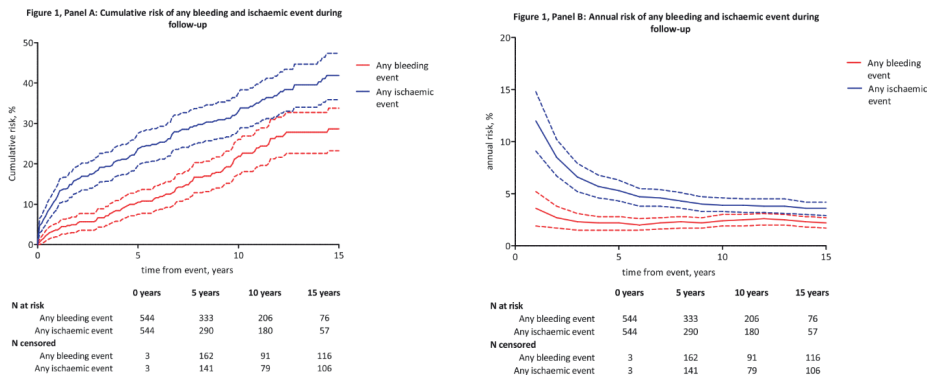 Figure 1, Panel A: Cumulative risk of any bleeding and ischaemic event during
follow-up
50
40
30
20
10
0
Cumulative risk, %
0
5
10
15
time from event, years
Any bleeding
event
Any ischaemic
event
0 years 5 years 10 years 15 years
N at risk
Any bleeding event 544 333 206 76
Any ischaemic event 544 290 180 57
N censored
Any bleeding event 3 162 91 116
Any ischaemic event 3 141 79 106
Figure 1, Panel B: Annual risk of any bleeding and ischaemic event during
follow-up
20
15
10
5
0
annual risk, %
0
5
10
15
time from event, years
Any bleeding
event
Any ischaemic
event
0 years 5 years 10 years 15 years
N at risk
Any bleeding event 544 333 206 76
Any ischaemic event 544 290 180 57
N censored
Any bleeding event 3 162 91 116
Any ischaemic event 3 141 79 106